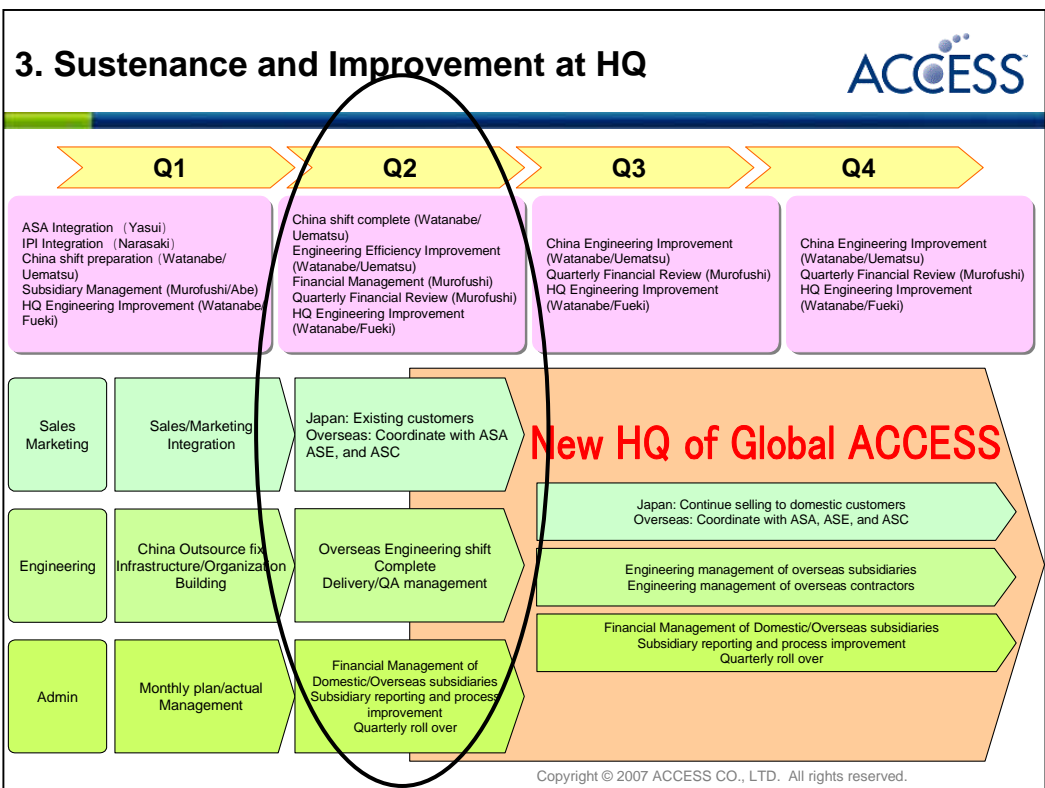 3. Sustenance and Improvement at HQ
ACCESS™
Q1
Q2
Q3
Q4
ASA Integration （Yasui）
IPI Integration （Narasaki）
China shift preparation（Watanabe/
Uematsu)
Subsidiary Management (Murofushi/Abe)
HQ Engineering Improvement (Watanabe/
Fueki)
China shift complete (Watanabe/
Uematsu)
Engineering Efficiency Improvement
(Watanabe/Uematsu)
Financial Management (Murofushi)
Quarterly Financial Review (Murofushi)
HQ Engineering Improvement
(Watanabe/Fueki)
China Engineering Improvement
(Watanabe/Uematsu)
Quarterly Financial Review (Murofushi)
HQ Engineering Improvement
(Watanabe/Fueki)
China Engineering Improvement
(Watanabe/Uematsu)
Quarterly Financial Review (Murofushi)
HQ Engineering Improvement
(Watanabe/Fueki)
Sales
Marketing
Sales/Marketing
Integration
Japan: Existing customers
Overseas: Coordinate with ASA
ASE, and ASC
New HQ of Global ACCESS
Japan: Continue selling to domestic customers
Overseas: Coordinate with ASA, ASE, and ASC
Engineering
China Outsource fix
Infrastructure/Organization
Building
Overseas Engineering shift
Complete
Delivery/QA management
Engineering management of overseas subsidiaries
Engineering management of overseas contractors
Financial Management of Domestic/Overseas subsidiaries
Subsidiary reporting and process improvement
Quarterly roll over
Admin
Monthly plan/actual
Management
Financial Management of
Domestic/Overseas subsidiaries
Subsidiary reporting and process
improvement
Quarterly roll over
Copyright © 2007 ACCESS CO., LTD. All rights reserved.